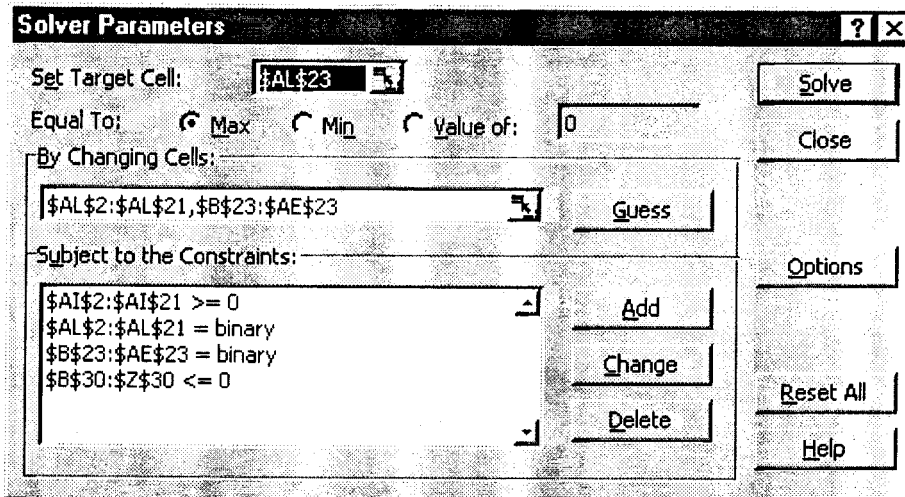 Solver Parameters ? X
Set Target Cell: $AL$23 Solve
Equal To: Max Min Value of: 0 Close
By Changing Cells:
$AL$2:$AL$21,$B$23:$AE$23 Guess
Subject to the Constraints: Options
$AI$2:$AI$21 >= 0 Add
$AL$2:$AL$21 = binary
$B$23:$AE$23 = binary Change
$B$30:$Z$30 <= 0
Reset All
Delete
Help